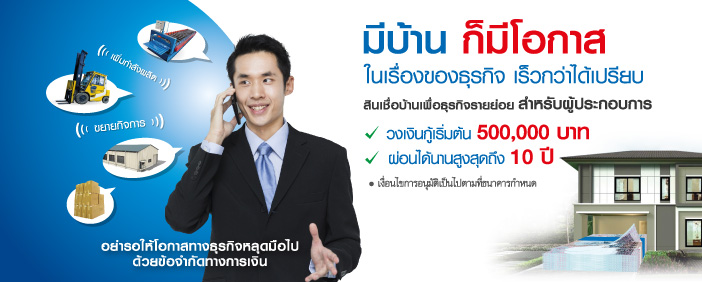 เพิ่มกำลังผลิต
ขยายกิจการ
อย่ารอให้โอกาสทางธุรกิจหลุดมือไป
ด้วยข้อจำกัดทางการเงิน
มีบ้าน ก็มีโอกาส
ในเรื่องของธุรกิจ เร็วกว่าได้เปรียบ
สินเชื่อบ้านเพื่อธุรกิจรายย่อย สำหรับผู้ประกอบการ
✓ วงเงินกู้เริ่มต้น 500,000 บาท
✓ ผ่อนได้นานสูงสุดถึง 10 ปี
• เงื่อนไขการอนุมัติเป็นไปตามที่ธนาคารกำหนด